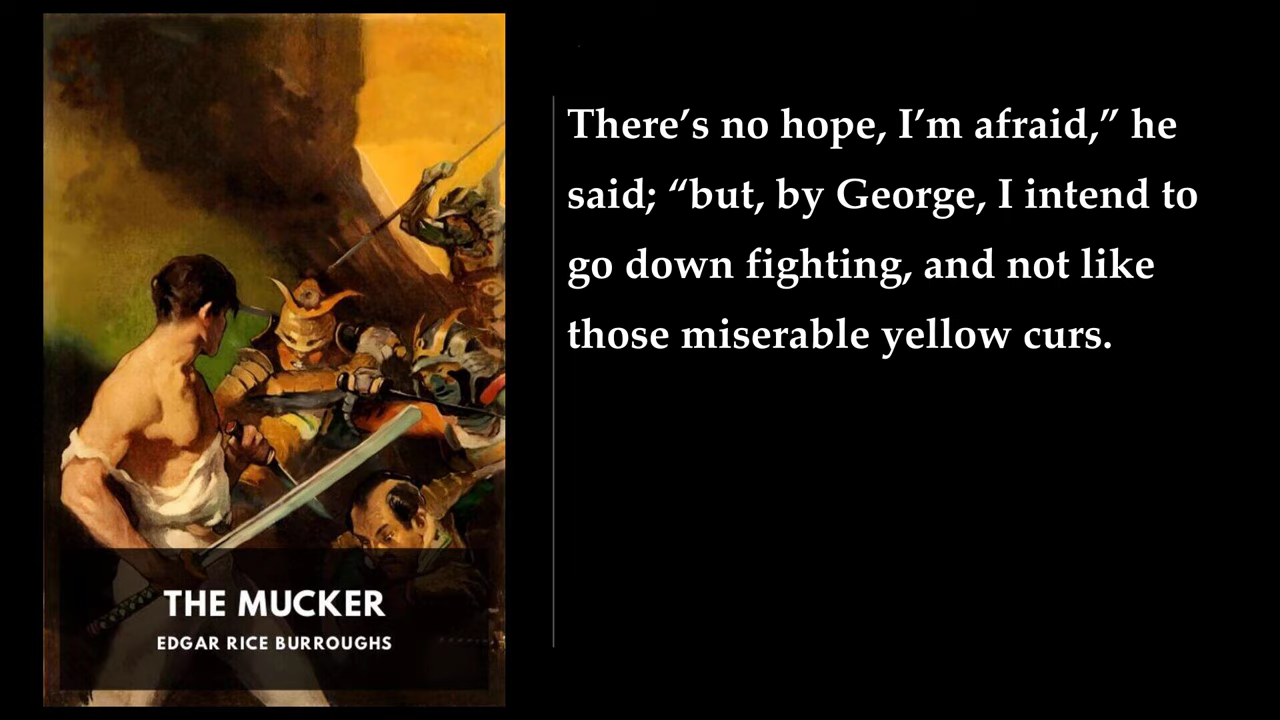 THE MUCKER
EDGAR RICE BURROUGHS
There’s no hope, I’m afraid,” he
said; “but, by George, I intend to
go down fighting, and not like
those miserable yellow curs.